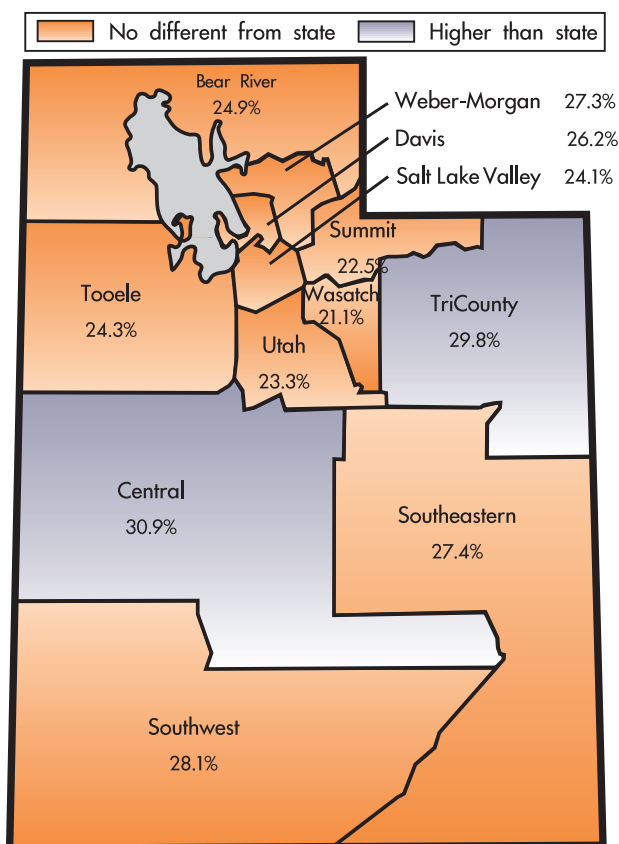 No different from state
Higher than state
Bear River
24.9%
Weber-Morgan 27.3%
Davis 26.2%
Salt Lake Valley 24.1%
Summit
22.5%
Tooele
24.3%
Wasatch
21.1%
TriCounty
29.8%
Utah
23.3%
Central
30.9%
Southeastern
27.4%
Southwest
28.1%